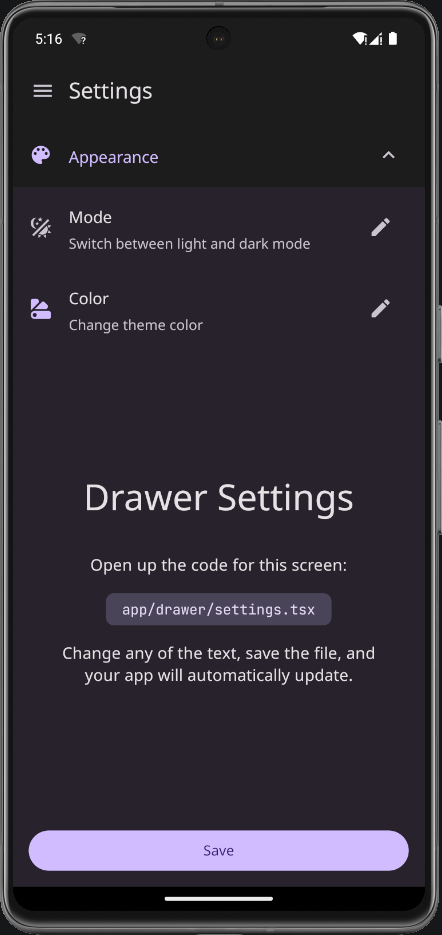 5:16
Settings
Appearance
Mode
Switch between light and dark mode
Color
Change theme color
Drawer Settings
Open up the code for this screen:
app/drawer/settings.tsx
Change any of the text, save the file, and
your app will automatically update.
Save